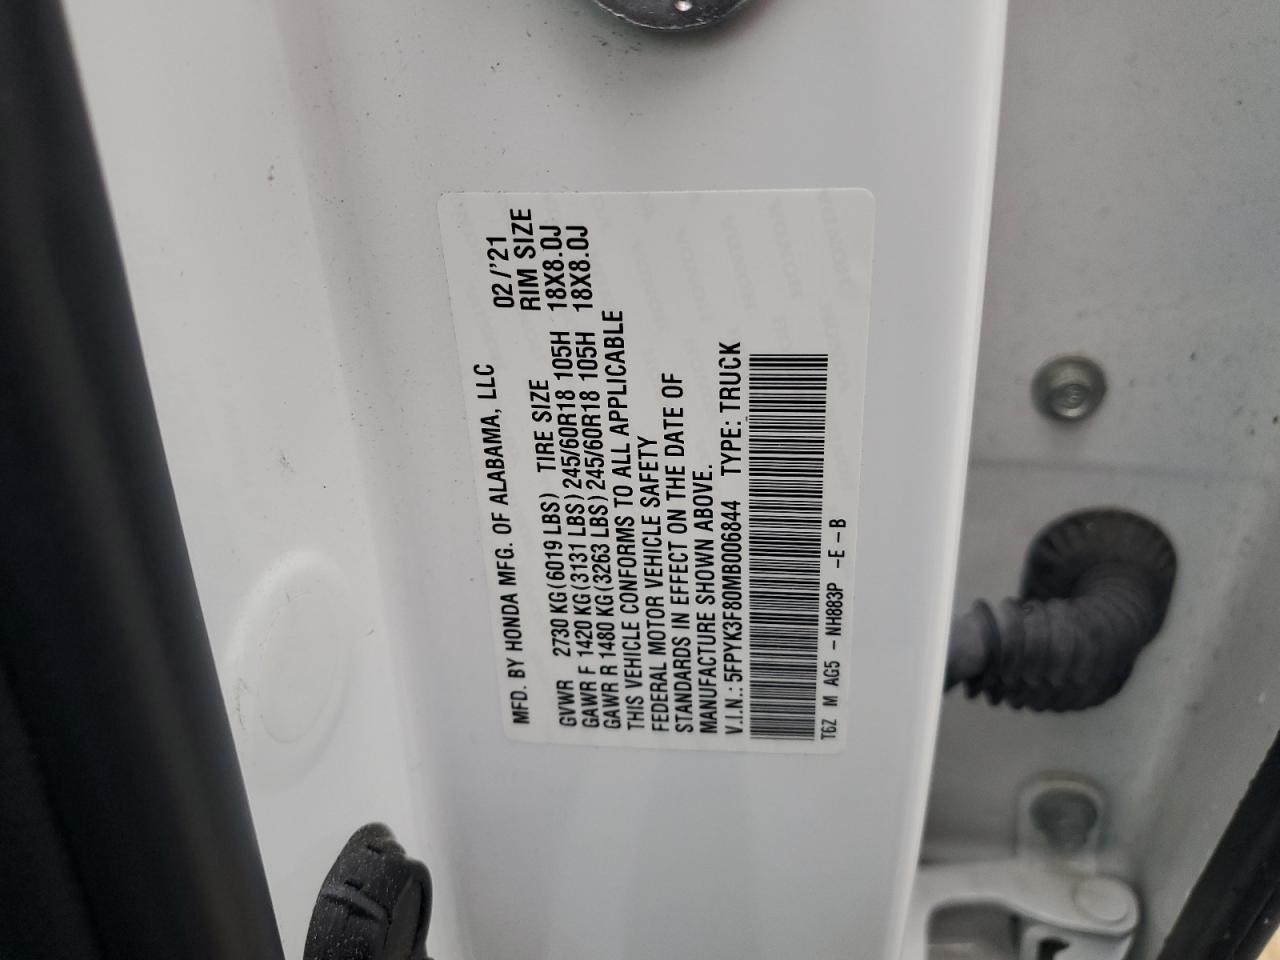 MFD. BY HONDA MFG. OF ALABAMA, LLC 02/'21
GVWR 2730 KG (6019 LBS) TIRE SIZE RIM SIZE
GAWR F 1420 KG (3131 LBS) 245/60R18 105H 18X8.0J
GAWR R 1480 KG (3263 LBS) 245/60R18 105H 18X8.0J
THIS VEHICLE CONFORMS TO ALL APPLICABLE
FEDERAL MOTOR VEHICLE SAFETY
STANDARDS IN EFFECT ON THE DATE OF
MANUFACTURE SHOWN ABOVE.
V.I.N.: 5FPYK3F80MB006844 TYPE: TRUCK
T6Z M AG5 - NH883P - E - B